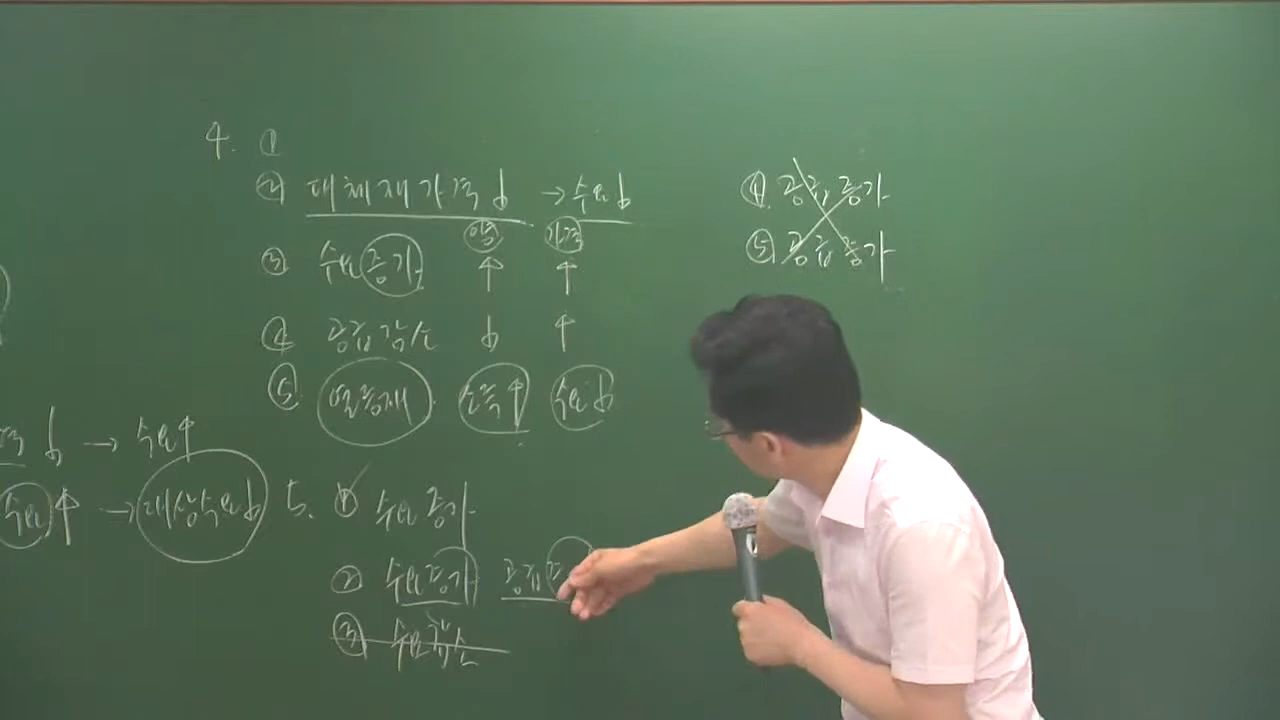 4. ①
② 대체재 가격 ↓ → 수요 ↓
양 가격
③ 수요 증가 ↑ ↑
④ 공급감소 ↓ ↑
⑤ 열등재 소득↑ 수요↓
↓ → 수요↑
수요↑ → 대상수요↓
5. ① 수요 증가
② 수요증가 공급
③ 수요감소
④ 공급 증가
⑤ 공급 증가